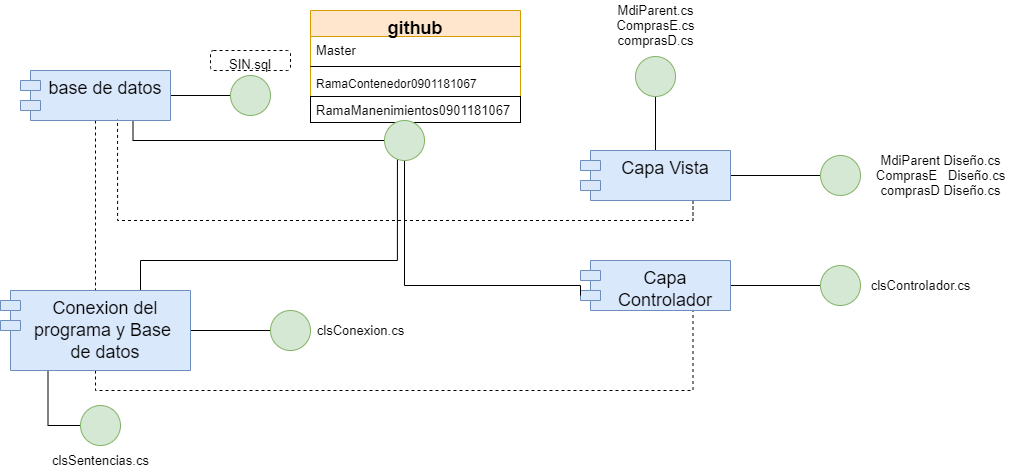 MdiParent.cs
ComprasE.cs
comprasD.cs
github
Master
RamaContenedor0901181067
RamaManenimientos0901181067
SIN.sql
base de datos
Capa Vista
MdiParent Diseño.cs
ComprasE Diseño.cs
comprasD Diseño.cs
Capa
Controlador
clsControlador.cs
Conexion del
programa y Base
de datos
clsConexion.cs
clsSentencias.cs